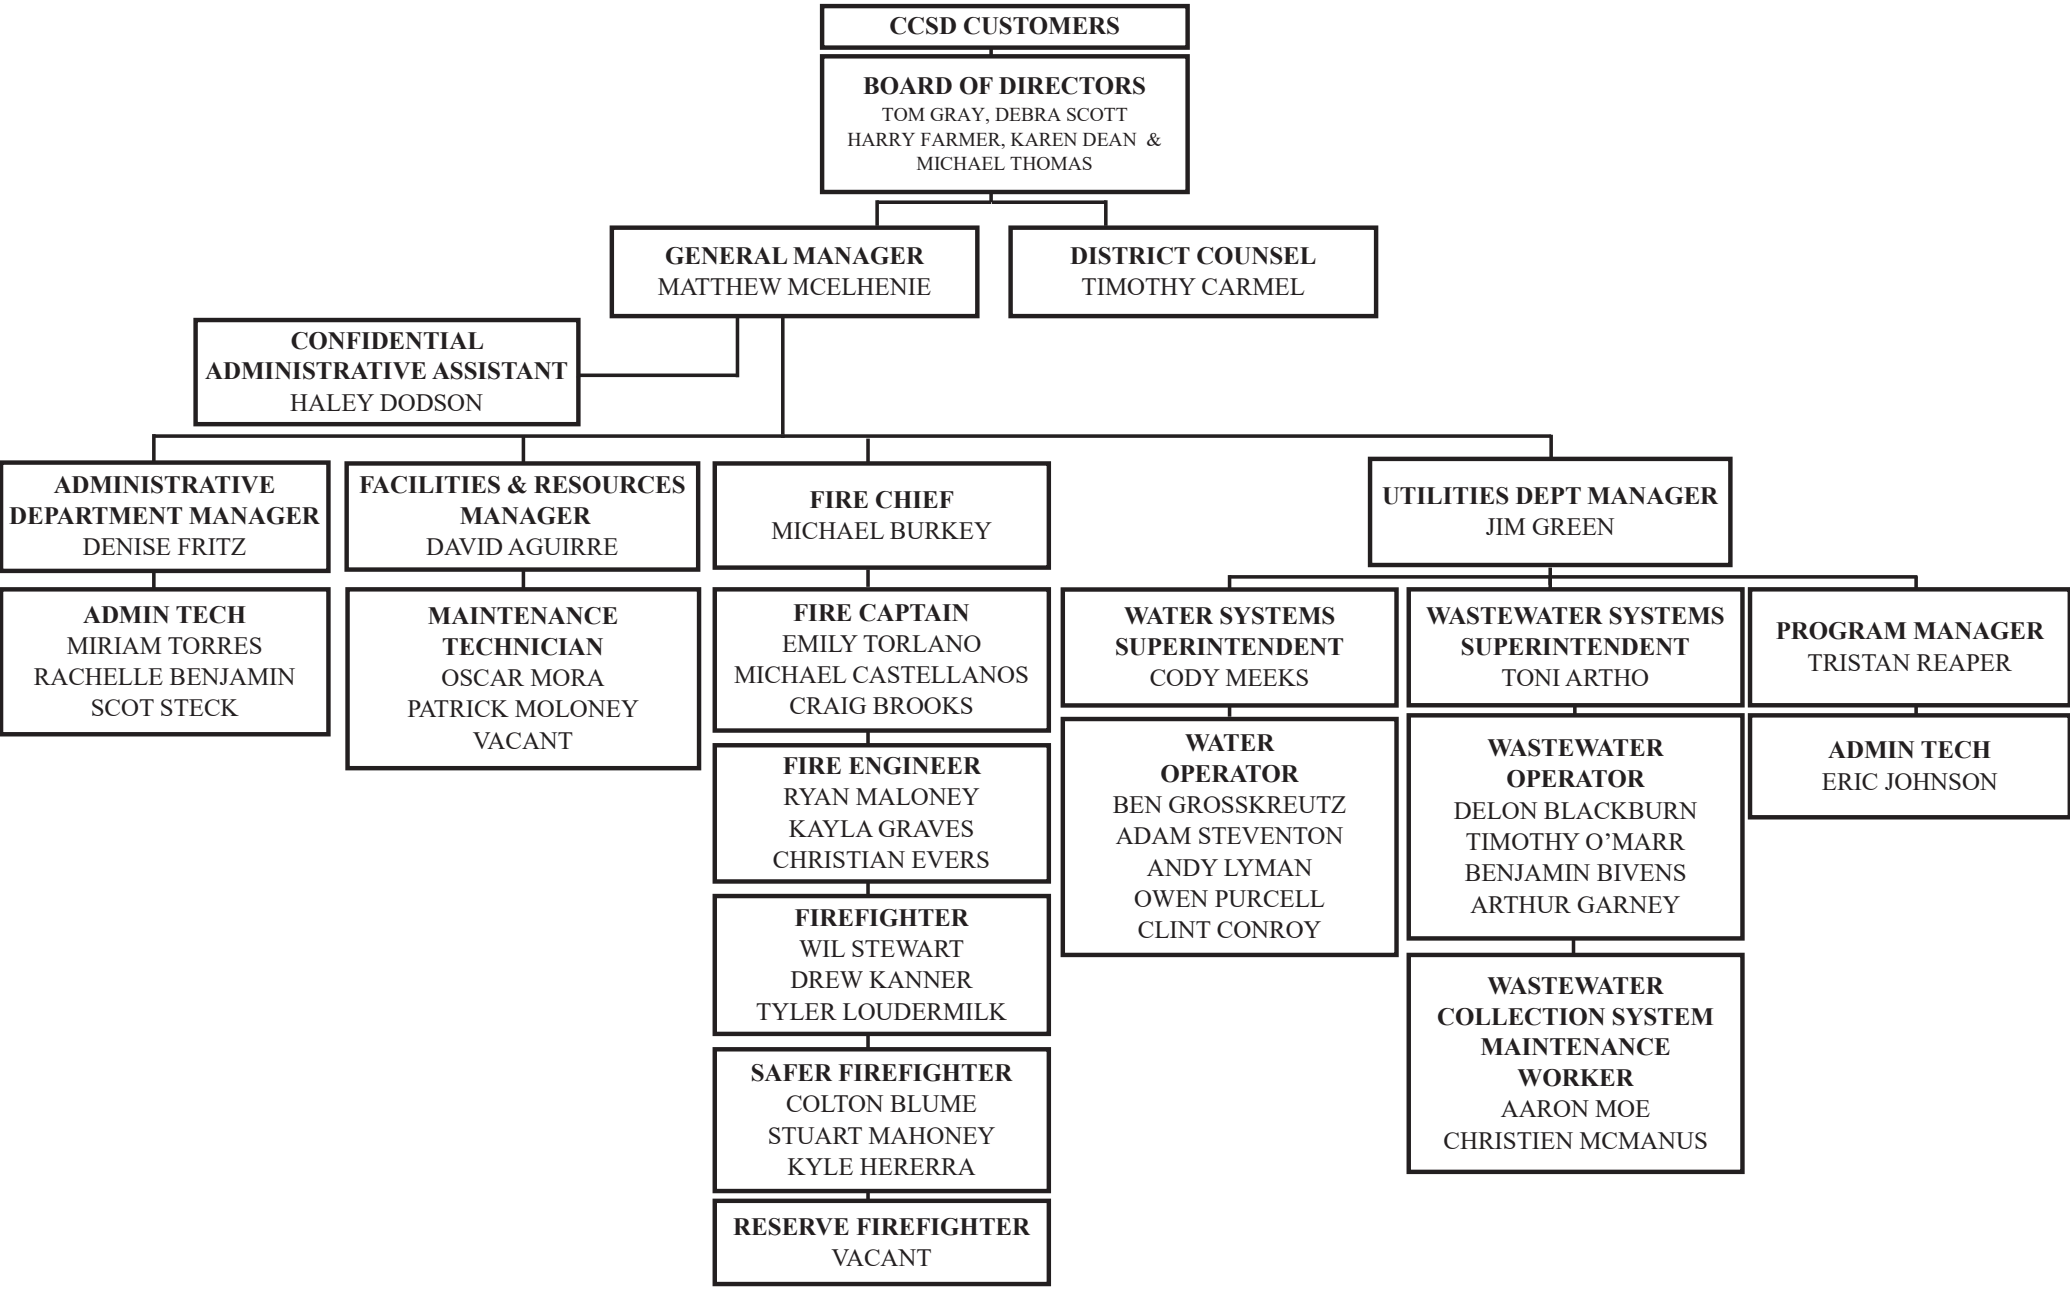 CCSD CUSTOMERS
BOARD OF DIRECTORS
TOM GRAY, DEBRA SCOTT
HARRY FARMER, KAREN DEAN &
MICHAEL THOMAS
GENERAL MANAGER
MATTHEW MCELHENIE
DISTRICT COUNSEL
TIMOTHY CARMEL
CONFIDENTIAL
ADMINISTRATIVE ASSISTANT
HALEY DODSON
ADMINISTRATIVE
DEPARTMENT MANAGER
DENISE FRITZ
FACILITIES & RESOURCES
MANAGER
DAVID AGUIRRE
FIRE CHIEF
MICHAEL BURKEY
UTILITIES DEPT MANAGER
JIM GREEN
ADMIN TECH
MIRIAM TORRES
RACHELLE BENJAMIN
SCOT STECK
MAINTENANCE
TECHNICIAN
OSCAR MORA
PATRICK MOLONEY
VACANT
FIRE CAPTAIN
EMILY TORLANO
MICHAEL CASTELLANOS
CRAIG BROOKS
FIRE ENGINEER
RYAN MALONEY
KAYLA GRAVES
CHRISTIAN EVERS
FIREFIGHTER
WIL STEWART
DREW KANNER
TYLER LOUDERMILK
SAFER FIREFIGHTER
COLTON BLUME
STUART MAHONEY
KYLE HERERRA
RESERVE FIREFIGHTER
VACANT
WATER SYSTEMS
SUPERINTENDENT
CODY MEEKS
WATER
OPERATOR
BEN GROSSKREUTZ
ADAM STEVENTON
ANDY LYMAN
OWEN PURCELL
CLINT CONROY
WASTEWATER SYSTEMS
SUPERINTENDENT
TONI ARTHO
WASTEWATER
OPERATOR
DELON BLACKBURN
TIMOTHY O’MARR
BENJAMIN BIVENS
ARTHUR GARNEY
WASTEWATER
COLLECTION SYSTEM
MAINTENANCE
WORKER
AARON MOE
CHRISTIEN MCMANUS
PROGRAM MANAGER
TRISTAN REAPER
ADMIN TECH
ERIC JOHNSON